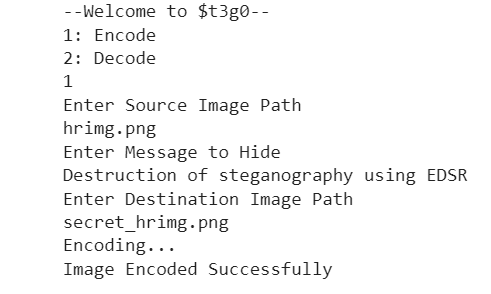 --Welcome to $t3g0--
1: Encode
2: Decode
1
Enter Source Image Path
hrimg.png
Enter Message to Hide
Destruction of steganography using EDSR
Enter Destination Image Path
secret_hrimg.png
Encoding...
Image Encoded Successfully